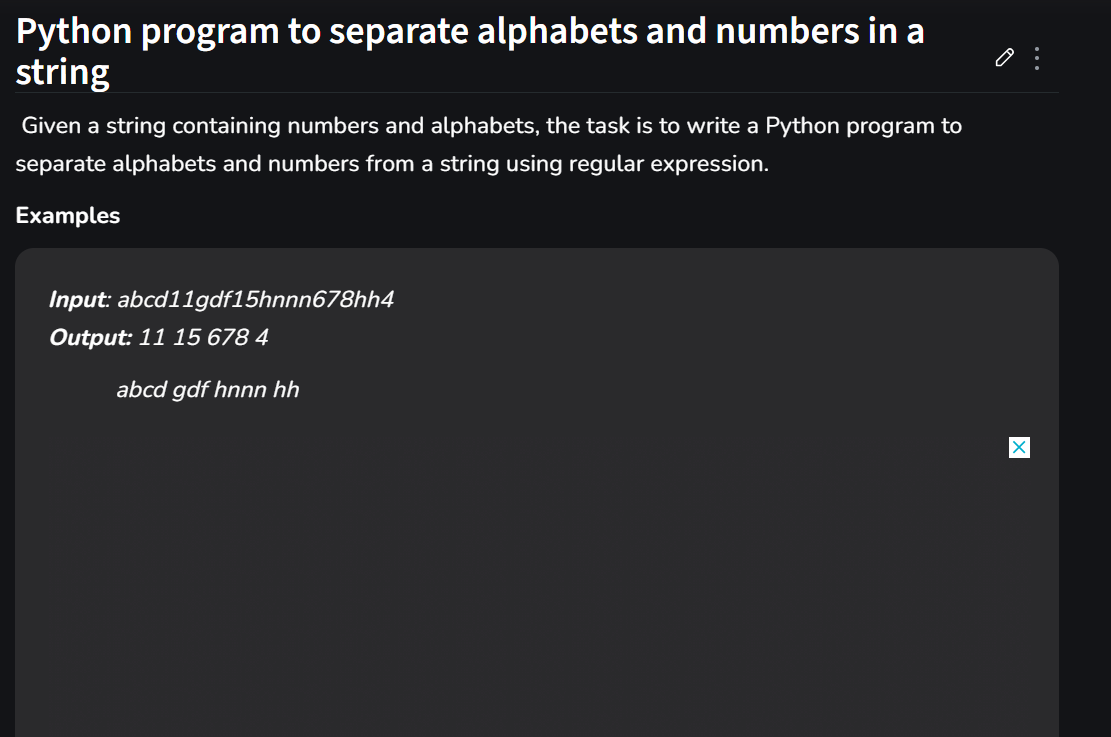 Python program to separate alphabets and numbers in a
string
Given a string containing numbers and alphabets, the task is to write a Python program to
separate alphabets and numbers from a string using regular expression.
Examples
Input: abcd11gdf15hnnn678hh4
Output: 11 15 678 4
abcd gdf hnnn hh